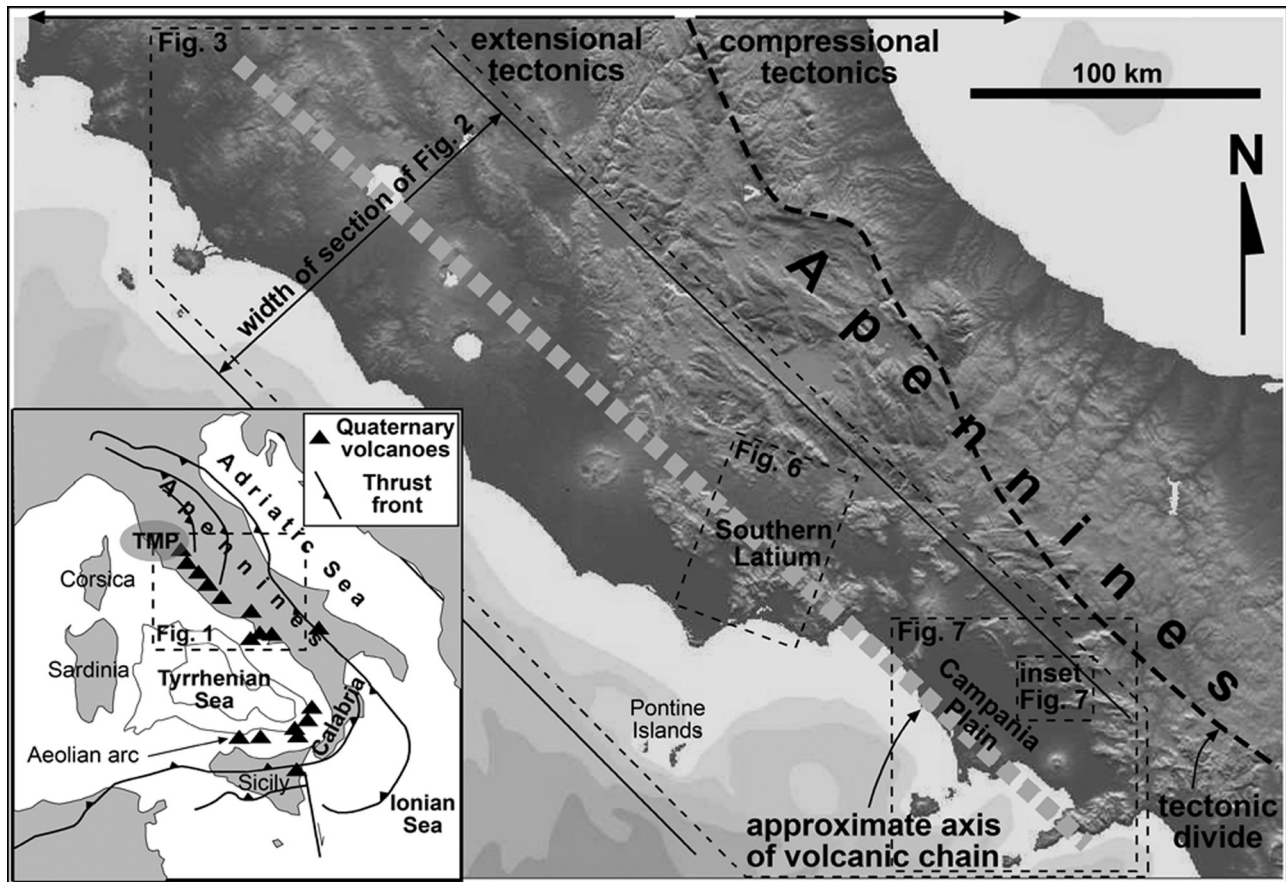 Fig. 3
extensional
tectonics
compressional
tectonics
100 km
N
width of section of Fig. 2
Apennines
Fig. 6
Southern
Latium
Fig. 7
inset
Fig. 7
Campania
Plain
Pontine
Islands
approximate axis
of volcanic chain
tectonic
divide
Quaternary
volcanoes
Thrust
front
Adriatic Sea
Apennines
TMP
Corsica
Fig. 1
Sardinia
Tyrrhenian
Sea
Calabria
Aeolian arc
Sicily
Ionian
Sea